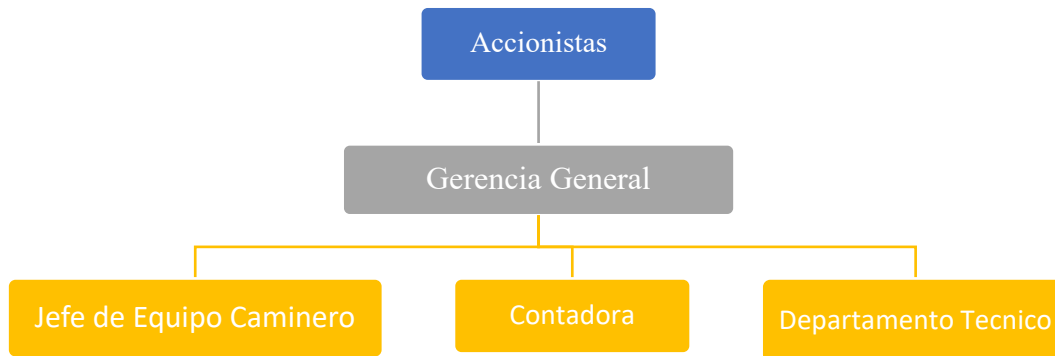 Accionistas
Gerencia General
Jefe de Equipo Caminero
Contadora
Departamento Tecnico